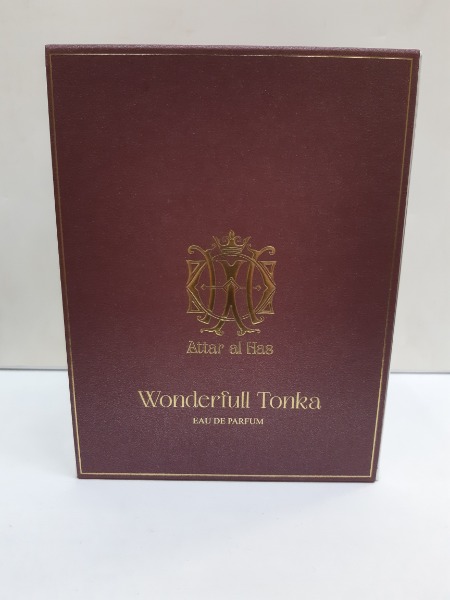 Attar al Has
Wonderfull Tonka
EAU DE PARFUM